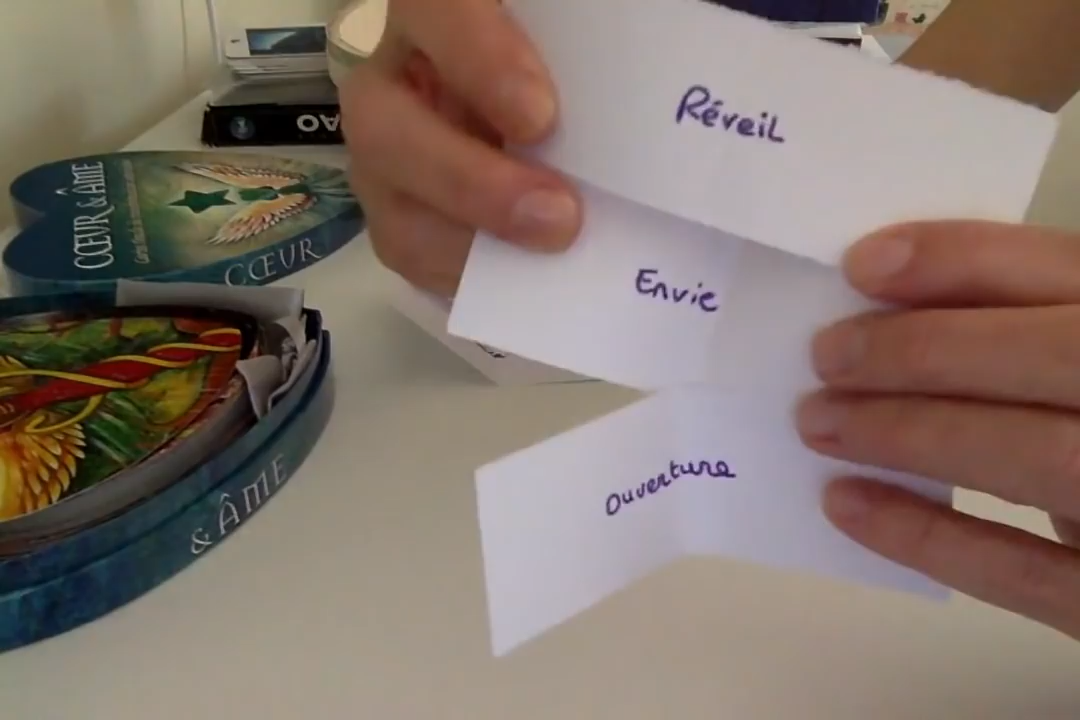 Réveil
Envie
Ouverture
CŒUR & ÂME
CŒUR
& ÂME